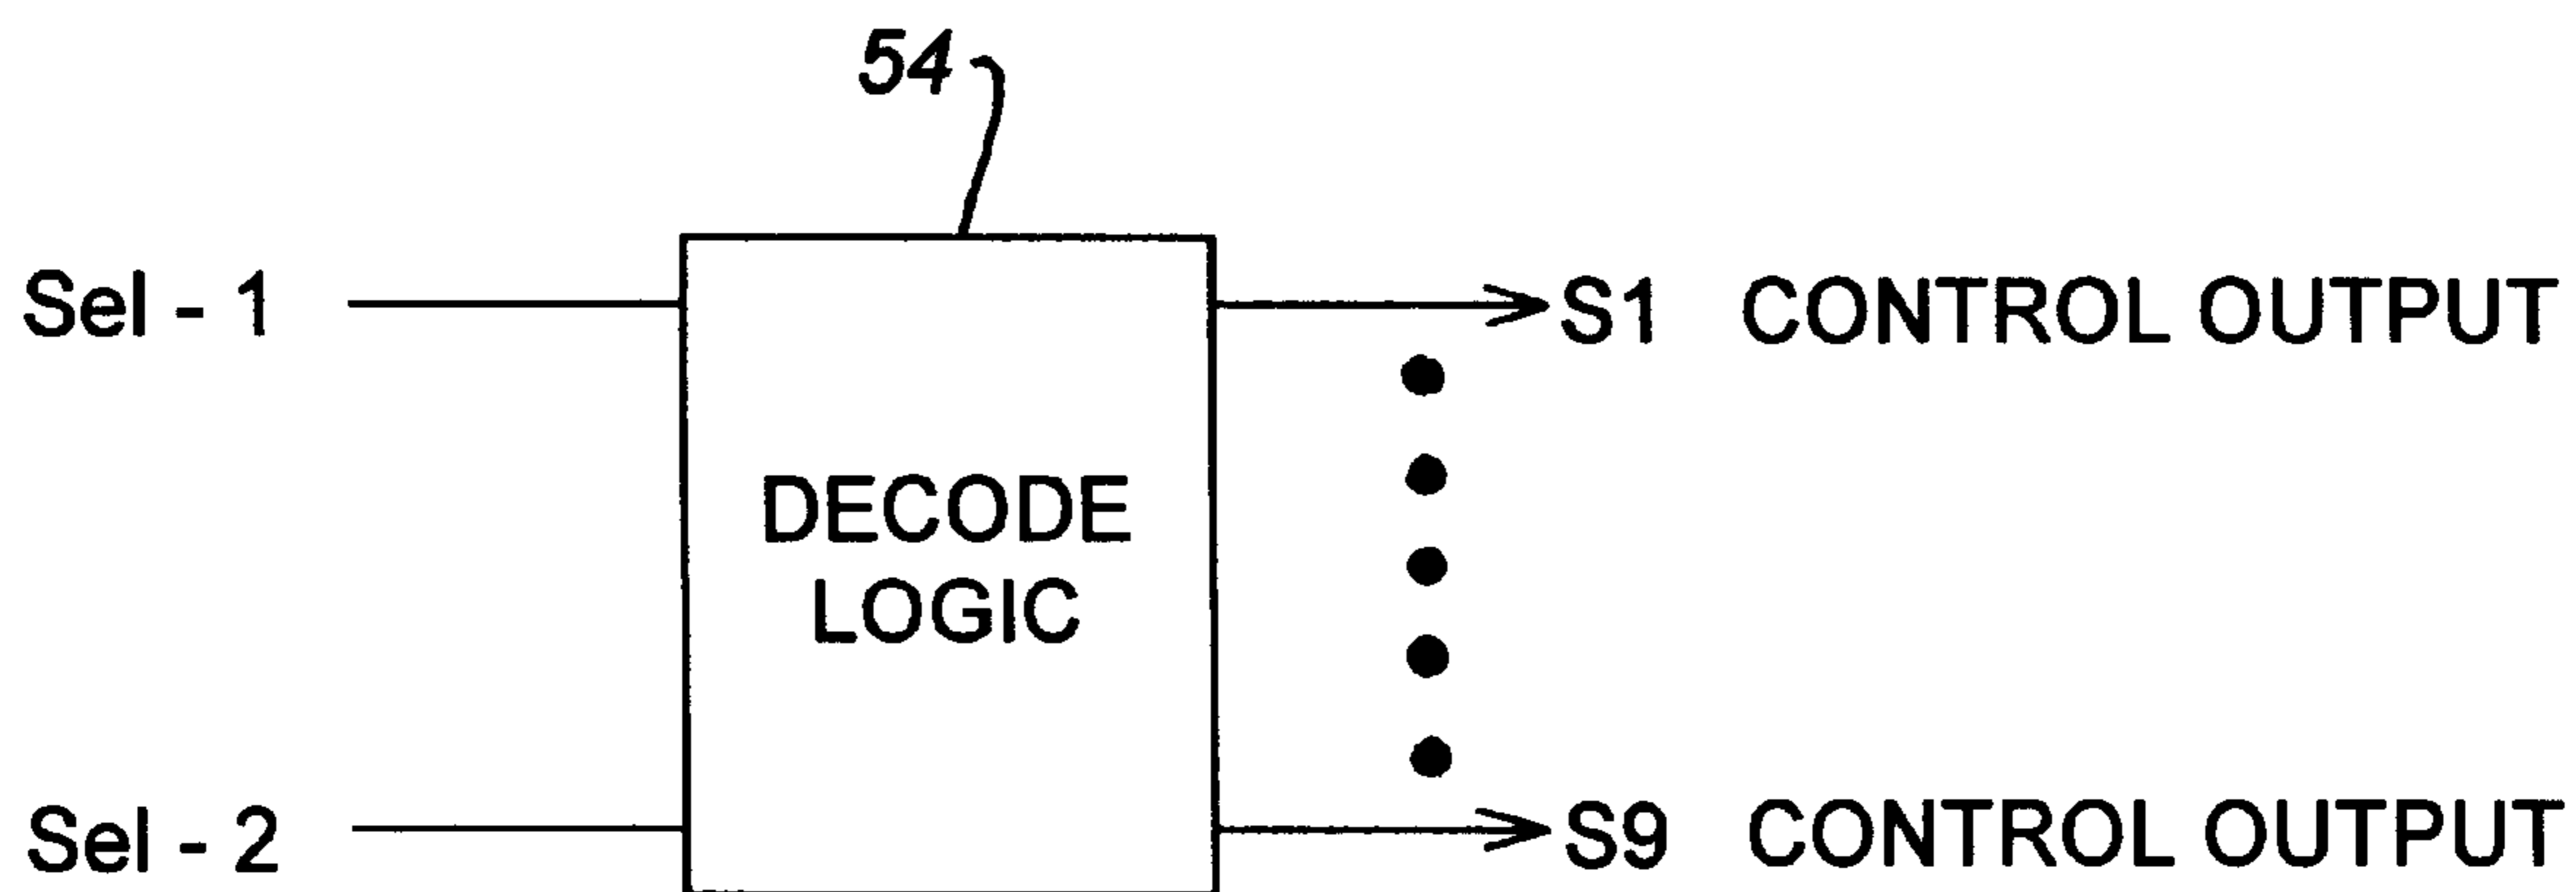 54
Sel - 1
S1 CONTROL OUTPUT
DECODE
LOGIC
Sel - 2
S9 CONTROL OUTPUT